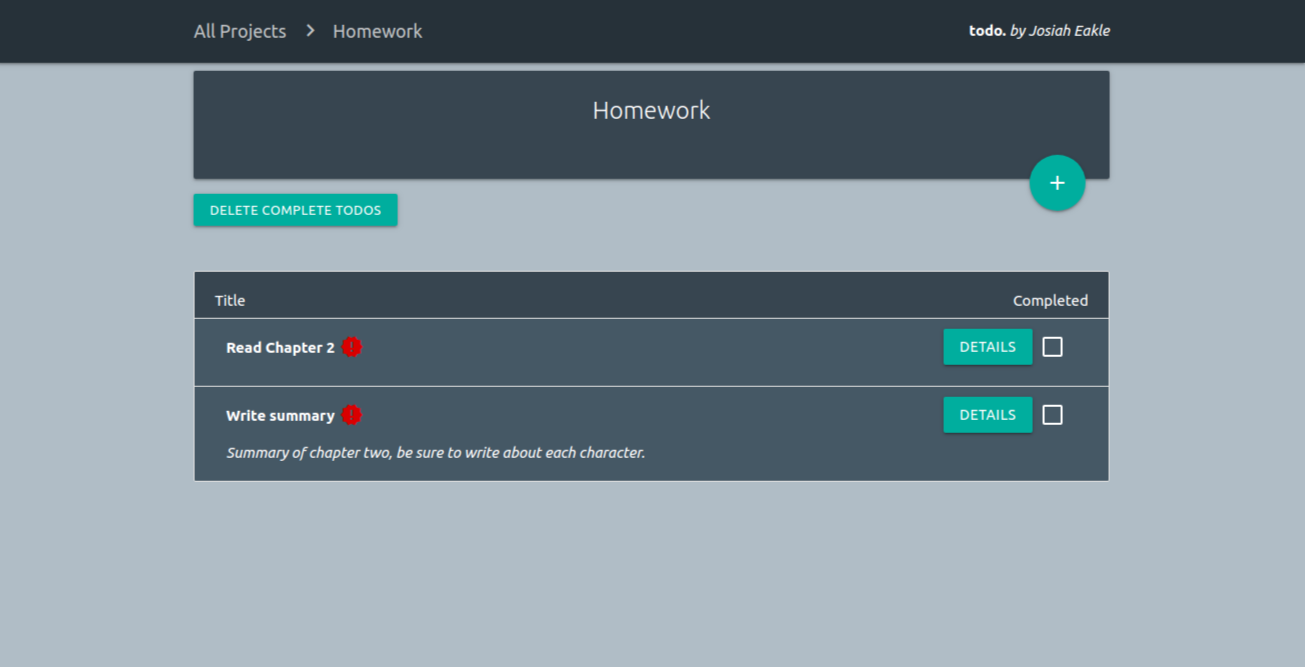 All Projects > Homework
todo. by Josiah Eakle
Homework
+
DELETE COMPLETE TODOS
Title Completed
Read Chapter 2 ! DETAILS
Write summary ! DETAILS
Summary of chapter two, be sure to write about each character.